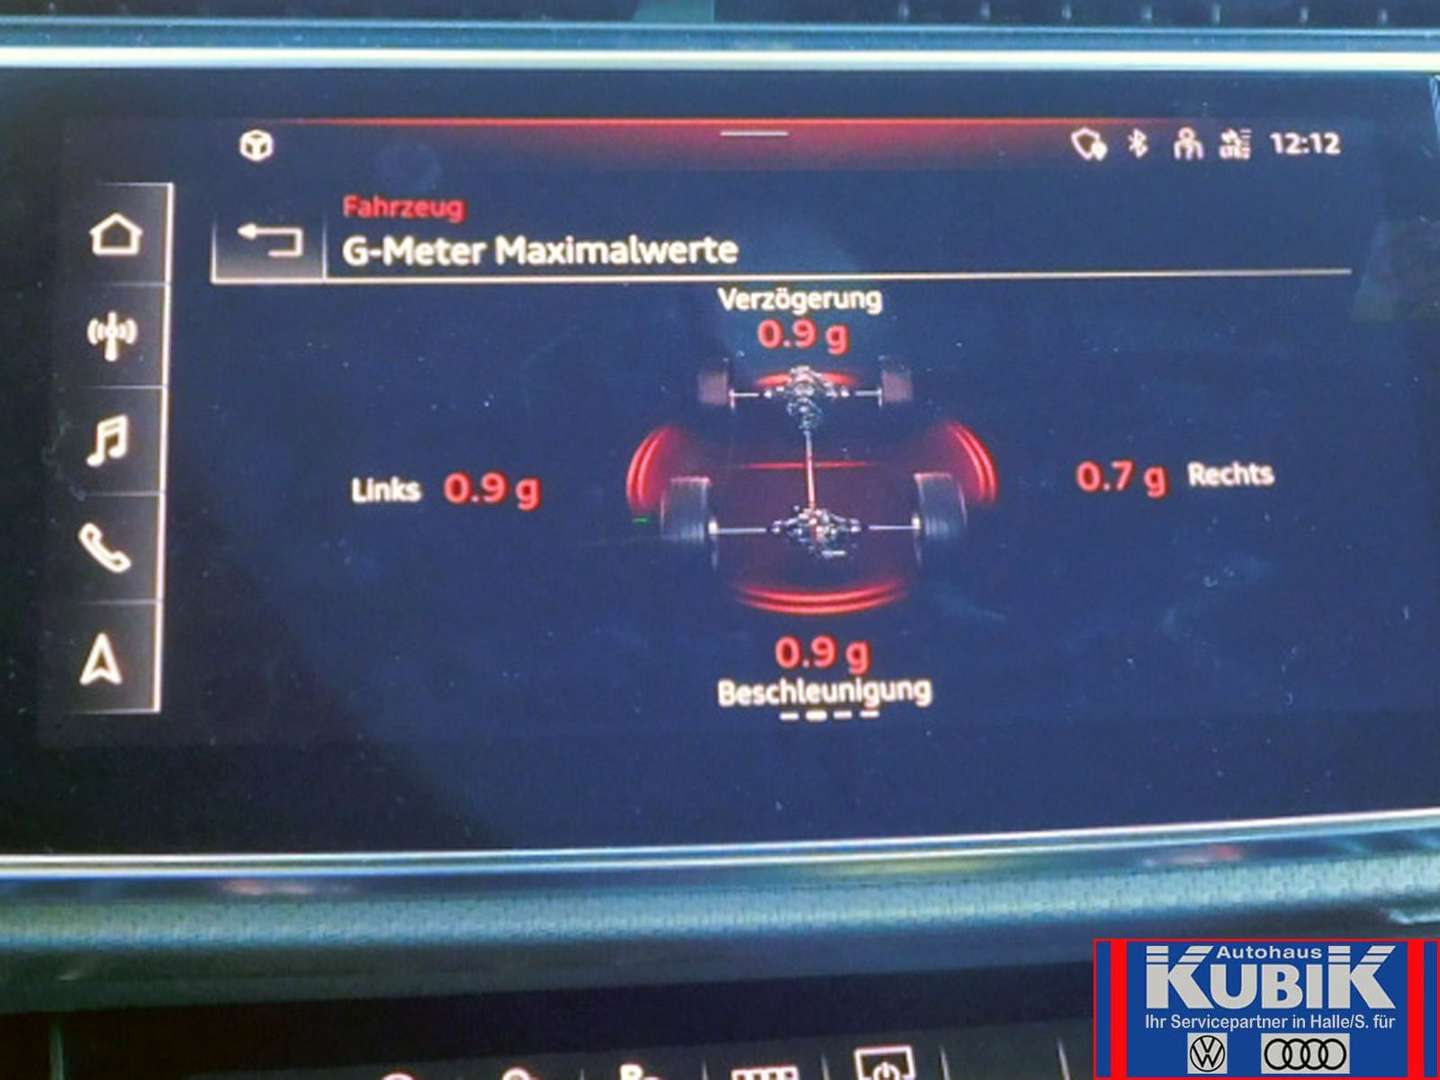 12:12
Fahrzeug
G-Meter Maximalwerte
Verzögerung
0.9 g
Links 0.9 g
0.7 g Rechts
0.9 g
Beschleunigung
Autohaus
KUBIK
Ihr Servicepartner in Halle/S. für